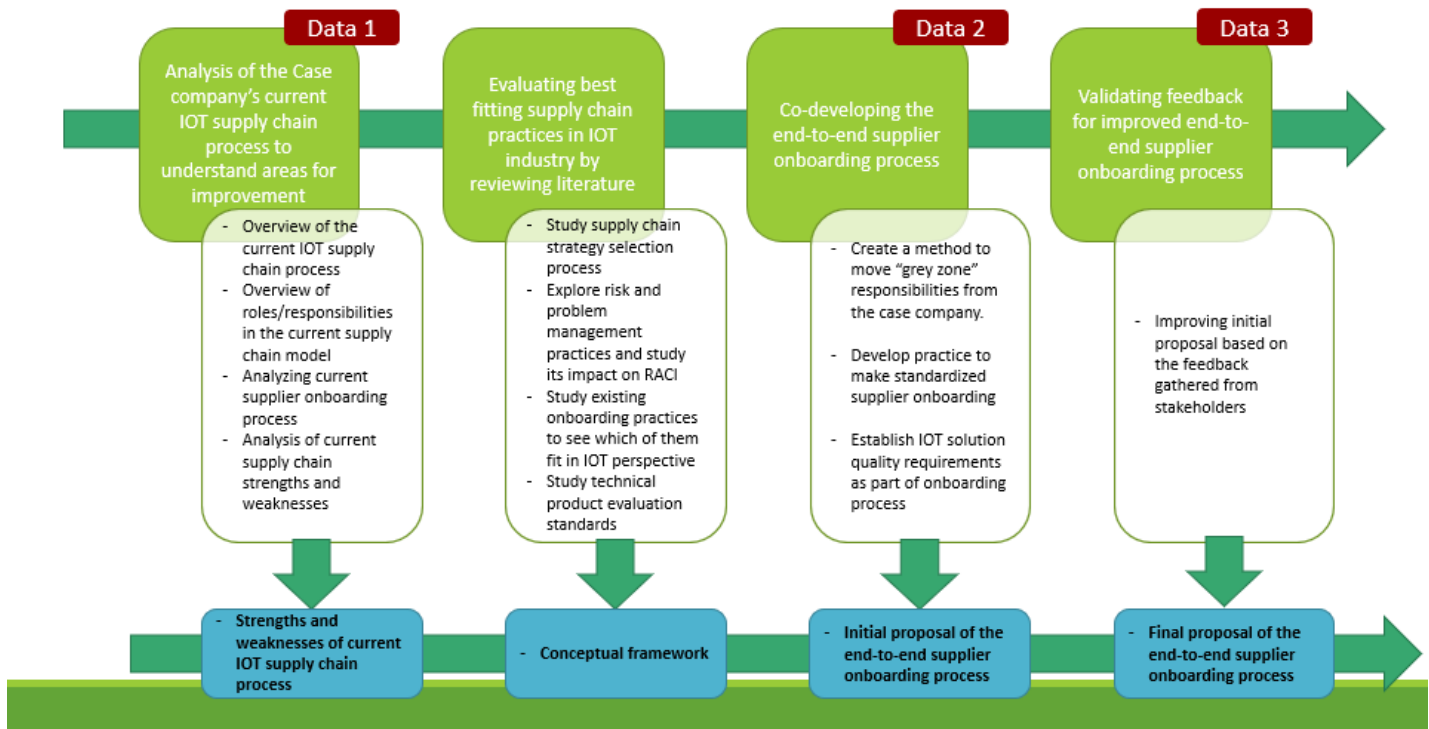 Data 1
Analysis of the Case
company's current
IOT supply chain
process to
understand areas for
improvement
- Overview of the
current IOT supply
chain process
- Overview of
roles/responsibilities
in the current supply
chain model
- Analyzing current
supplier onboarding
process
- Analysis of current
supply chain
strengths and
weaknesses
- Strengths and
weaknesses of current
IOT supply chain
process
Evaluating best
fitting supply chain
practices in IOT
industry by
reviewing literature
- Study supply chain
strategy selection
process
- Explore risk and
problem
management
practices and study
its impact on RACI
- Study existing
onboarding practices
to see which of them
fit in IOT perspective
- Study technical
product evaluation
standards
- Conceptual framework
Data 2
Co-developing the
end-to-end supplier
onboarding process
- Create a method to
move “grey zone”
responsibilities from
the case company.
- Develop practice to
make standardized
supplier onboarding
- Establish IOT solution
quality requirements
as part of onboarding
process
- Initial proposal of the
end-to-end supplier
onboarding process
Data 3
Validating feedback
for improved end-to-
end supplier
onboarding process
- Improving initial
proposal based on
the feedback
gathered from
stakeholders
- Final proposal of the
end-to-end supplier
onboarding process